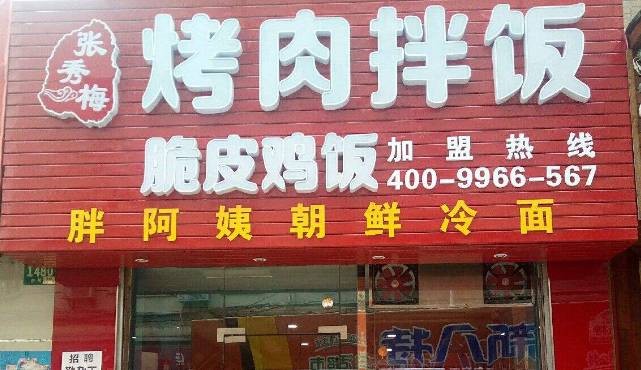 张秀梅
烤肉拌饭
脆皮鸡饭
加盟热线
400-9966-567
胖阿姨朝鲜冷面
1480
招聘